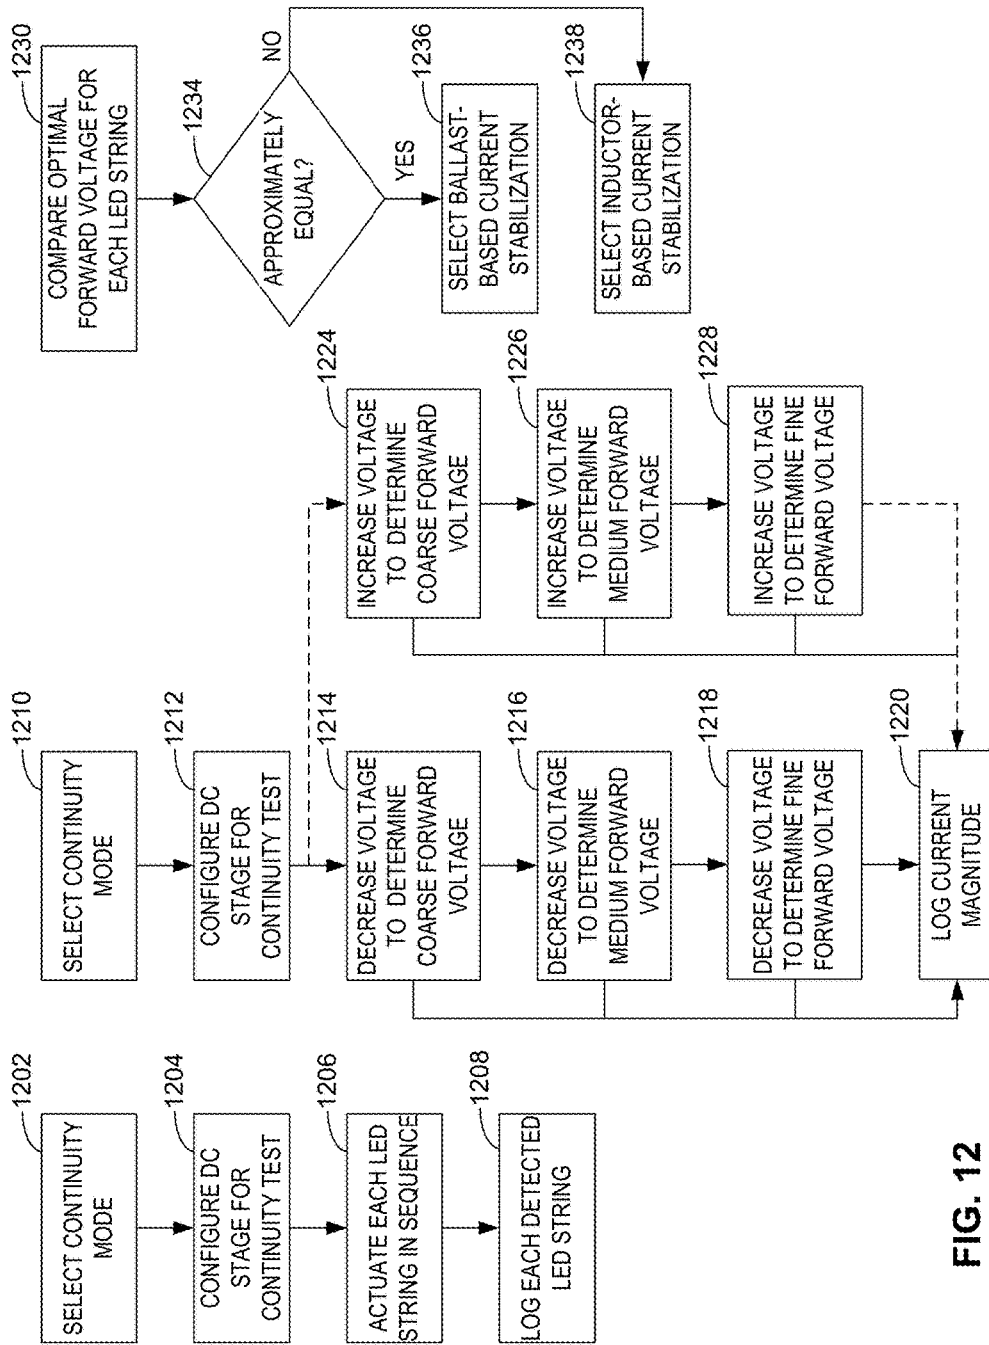 1202
SELECT CONTINUITY
MODE
1204
CONFIGURE DC
STAGE FOR
CONTINUITY TEST
1206
ACTUATE EACH LED
STRING IN SEQUENCE
1208
LOG EACH DETECTED
LED STRING
1210
SELECT CONTINUITY
MODE
1212
CONFIGURE DC
STAGE FOR
CONTINUITY TEST
1214
DECREASE VOLTAGE
TO DETERMINE
COARSE FORWARD
VOLTAGE
1216
DECREASE VOLTAGE
TO DETERMINE
MEDIUM FORWARD
VOLTAGE
1218
DECREASE VOLTAGE
TO DETERMINE FINE
FORWARD VOLTAGE
1220
LOG CURRENT
MAGNITUDE
1224
INCREASE VOLTAGE
TO DETERMINE
COARSE FORWARD
VOLTAGE
1226
INCREASE VOLTAGE
TO DETERMINE
MEDIUM FORWARD
VOLTAGE
1228
INCREASE VOLTAGE
TO DETERMINE FINE
FORWARD VOLTAGE
1230
COMPARE OPTIMAL
FORWARD VOLTAGE FOR
EACH LED STRING
1234
APPROXIMATELY
EQUAL?
NO
YES
1236
SELECT BALLAST-
BASED CURRENT
STABILIZATION
1238
SELECT INDUCTOR-
BASED CURRENT
STABILIZATION
FIG. 12